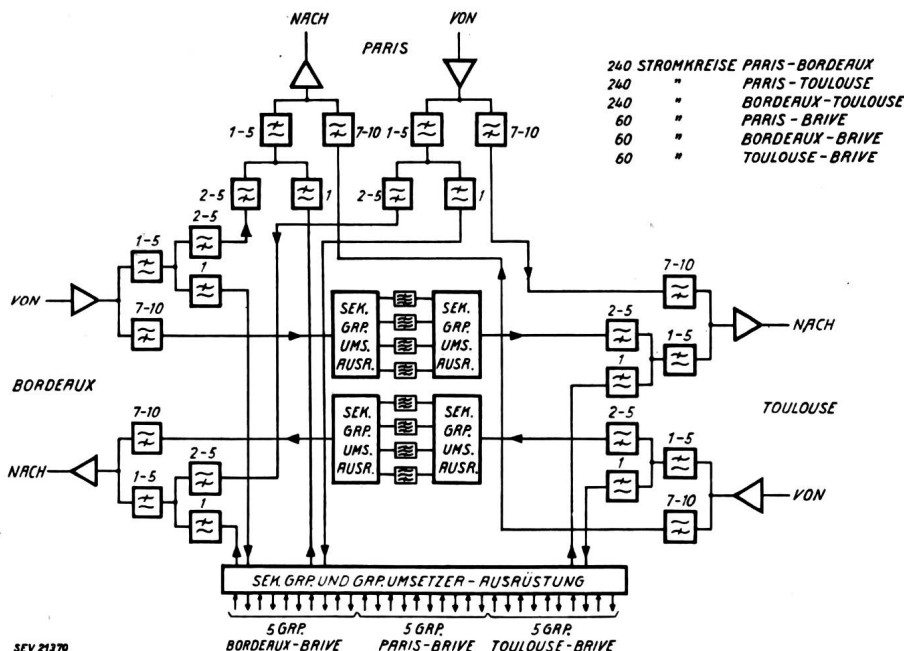 NACH VON
PARIS
240 STROMKREISE PARIS-BORDEAUX
240 " PARIS-TOULOUSE
240 " BORDEAUX-TOULOUSE
60 " PARIS-BRIVE
60 " BORDEAUX-BRIVE
60 " TOULOUSE-BRIVE
1-5 7-10 1-5 7-10
2-5 1 2-5 1
2-5
1-5
1
VON
7-10
7-10
2-5
1-5
1
NACH
SEK. GRP. UMS. AUSR.
SEK. GRP. UMS. AUSR.
BORDEAUX
TOULOUSE
SEK. GRP. UMS. AUSR.
SEK. GRP. UMS. AUSR.
7-10
2-5
1-5
1
NACH
2-5
1-5
1
7-10
VON
SEK. GRP. UND GRP. UMSETZER-AUSRÜSTUNG
5 GRP. 5 GRP. 5 GRP.
BORDEAUX-BRIVE PARIS-BRIVE TOULOUSE-BRIVE
SEV 21370